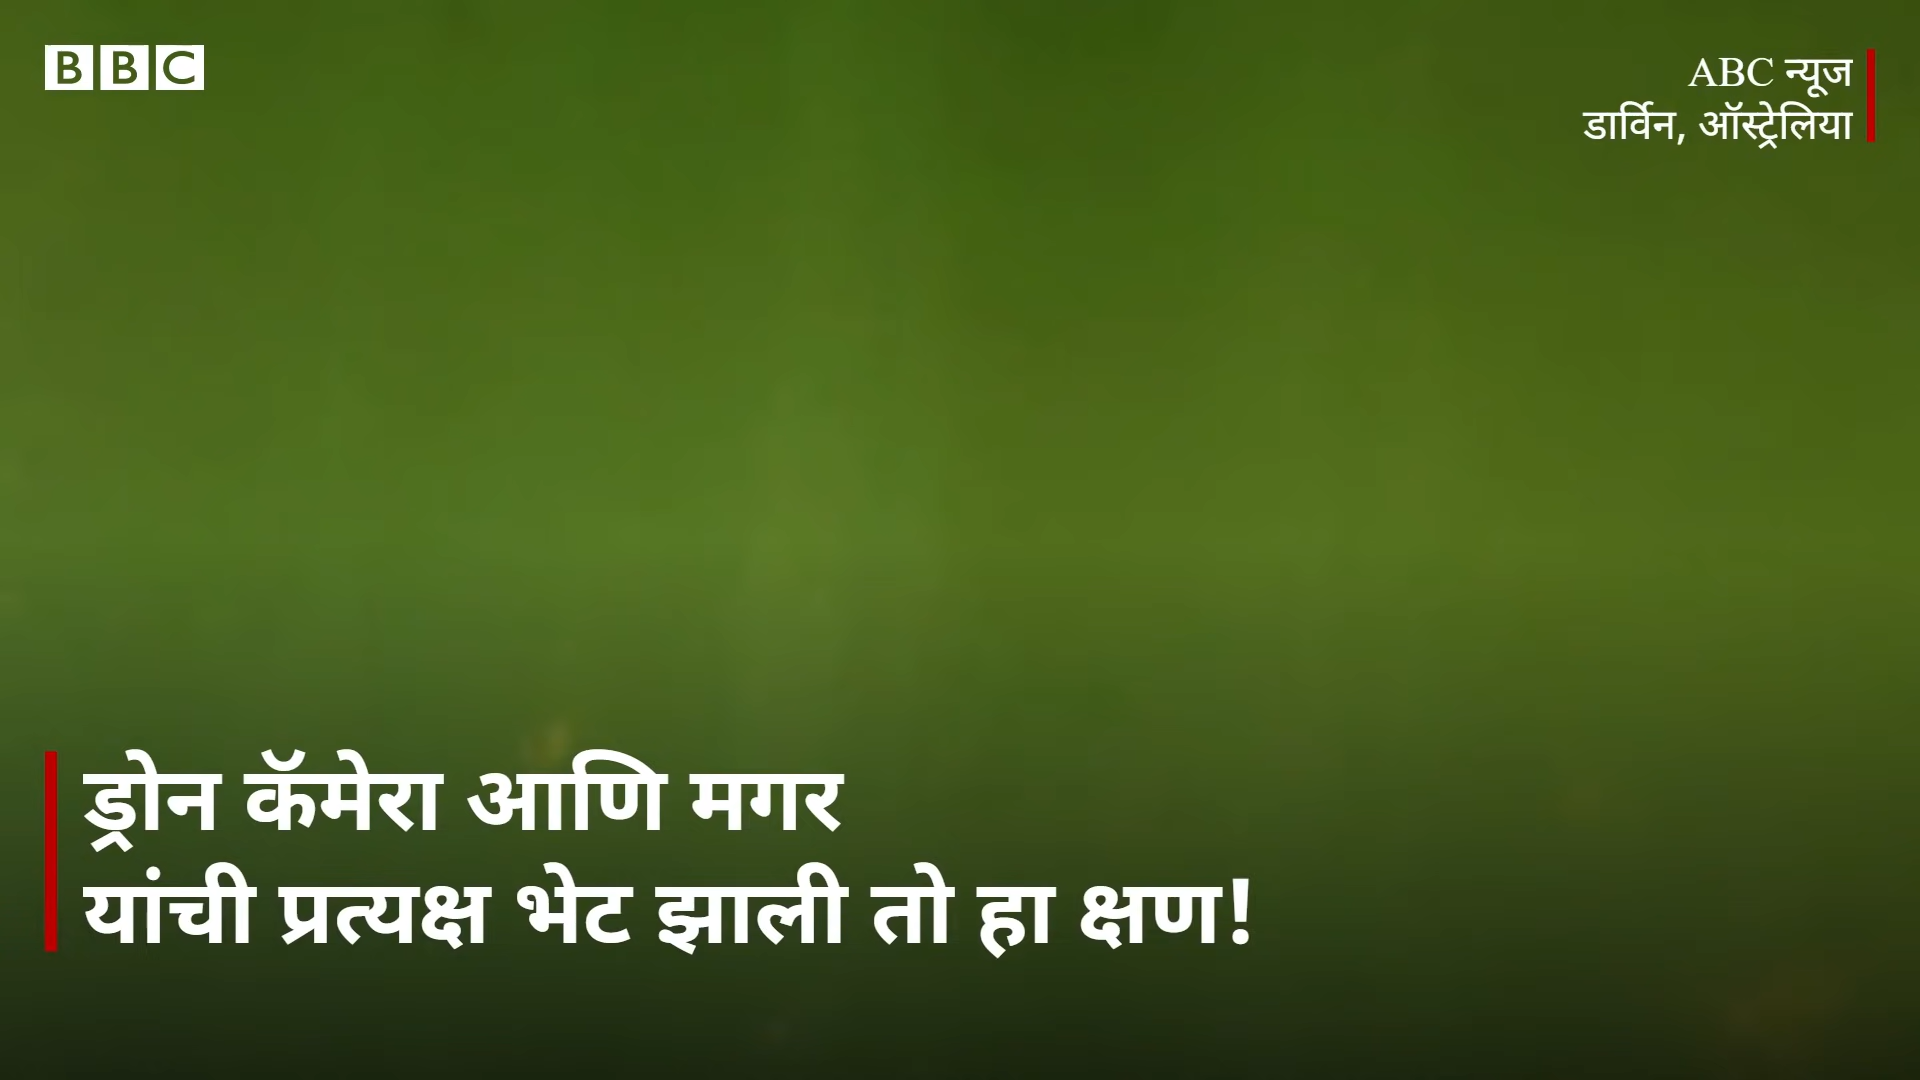 BBC
ABC न्यूज
डार्विन, ऑस्ट्रेलिया
ड्रोन कॅमेरा आणि मगर
यांची प्रत्यक्ष भेट झाली तो हा क्षण!